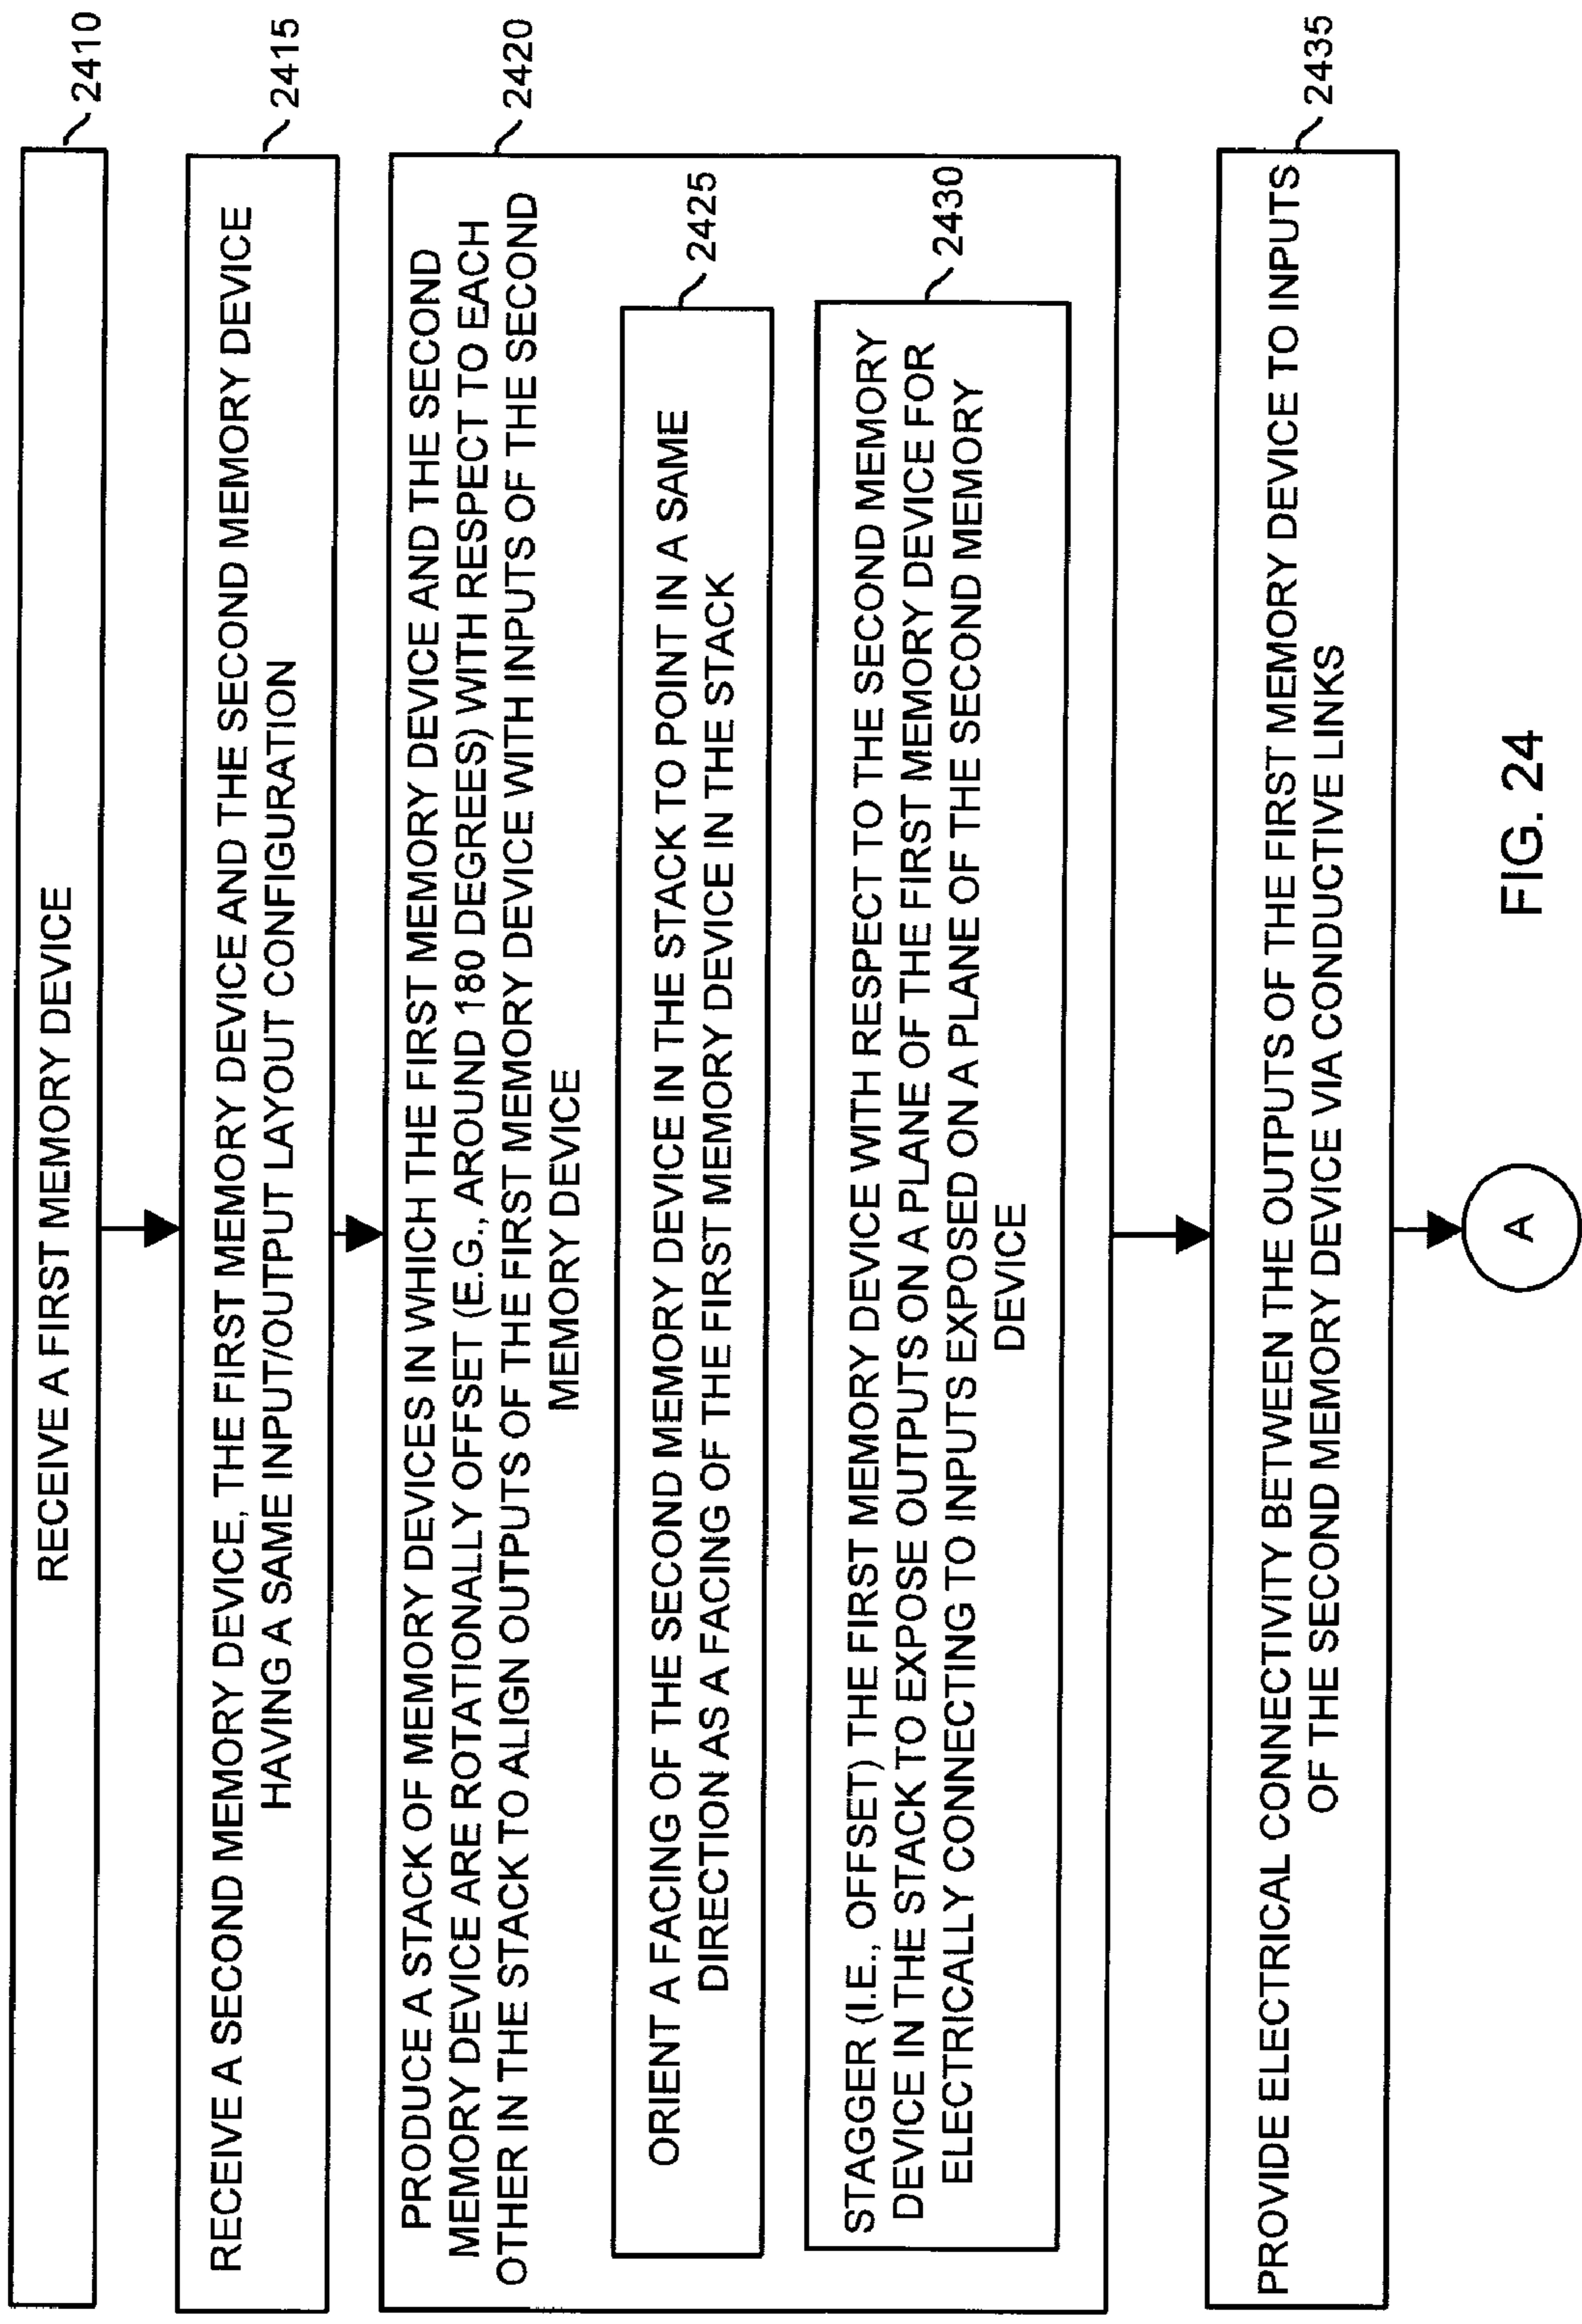 RECEIVE A FIRST MEMORY DEVICE
2410
RECEIVE A SECOND MEMORY DEVICE, THE FIRST MEMORY DEVICE AND THE SECOND MEMORY DEVICE
HAVING A SAME INPUT/OUTPUT LAYOUT CONFIGURATION
2415
PRODUCE A STACK OF MEMORY DEVICES IN WHICH THE FIRST MEMORY DEVICE AND THE SECOND
MEMORY DEVICE ARE ROTATIONALLY OFFSET (E.G., AROUND 180 DEGREES) WITH RESPECT TO EACH
OTHER IN THE STACK TO ALIGN OUTPUTS OF THE FIRST MEMORY DEVICE WITH INPUTS OF THE SECOND
MEMORY DEVICE
2420
ORIENT A FACING OF THE SECOND MEMORY DEVICE IN THE STACK TO POINT IN A SAME
DIRECTION AS A FACING OF THE FIRST MEMORY DEVICE IN THE STACK
2425
STAGGER (I.E., OFFSET) THE FIRST MEMORY DEVICE WITH RESPECT TO THE SECOND MEMORY
DEVICE IN THE STACK TO EXPOSE OUTPUTS ON A PLANE OF THE FIRST MEMORY DEVICE FOR
ELECTRICALLY CONNECTING TO INPUTS EXPOSED ON A PLANE OF THE SECOND MEMORY
DEVICE
2430
PROVIDE ELECTRICAL CONNECTIVITY BETWEEN THE OUTPUTS OF THE FIRST MEMORY DEVICE TO INPUTS
OF THE SECOND MEMORY DEVICE VIA CONDUCTIVE LINKS
2435
A
FIG. 24